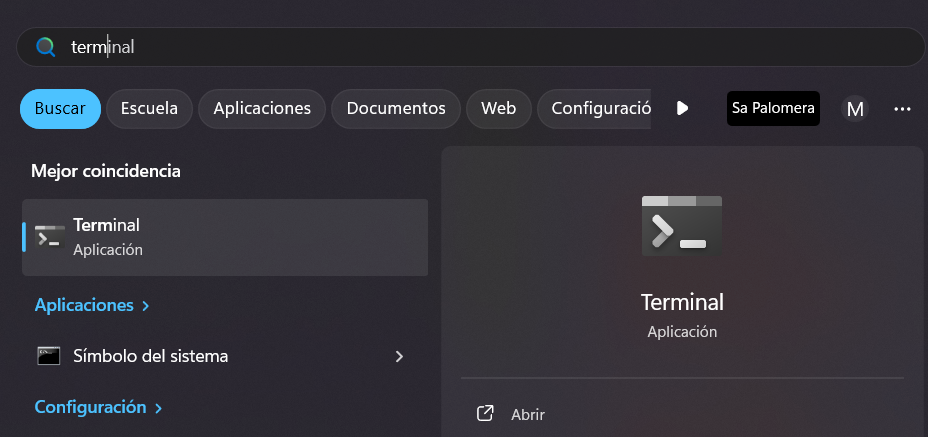 terminal
Buscar Escuela Aplicaciones Documentos Web Configuració Sa Palomera M ...
Mejor coincidencia
Terminal
Aplicación
Aplicaciones >
Símbolo del sistema >
Configuración >
Terminal
Aplicación
Abrir